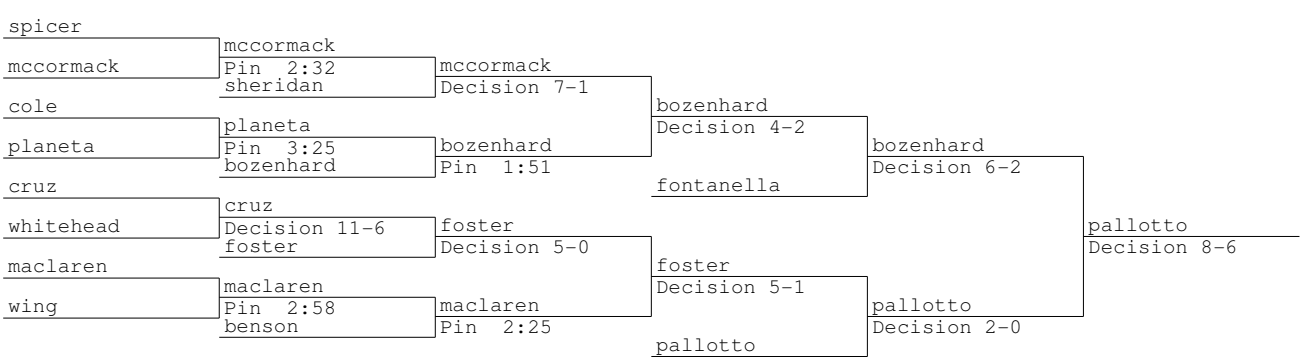 spicer
mccormack
mccormack
Pin 2:32
mccormack
sheridan
Decision 7-1
cole
bozenhard
planeta
Decision 4-2
planeta
Pin 3:25
bozenhard
bozenhard
bozenhard
Pin 1:51
Decision 6-2
cruz
fontanella
cruz
whitehead
Decision 11-6
foster
pallotto
foster
Decision 5-0
Decision 8-6
maclaren
foster
maclaren
Decision 5-1
wing
Pin 2:58
maclaren
pallotto
benson
Pin 2:25
Decision 2-0
pallotto